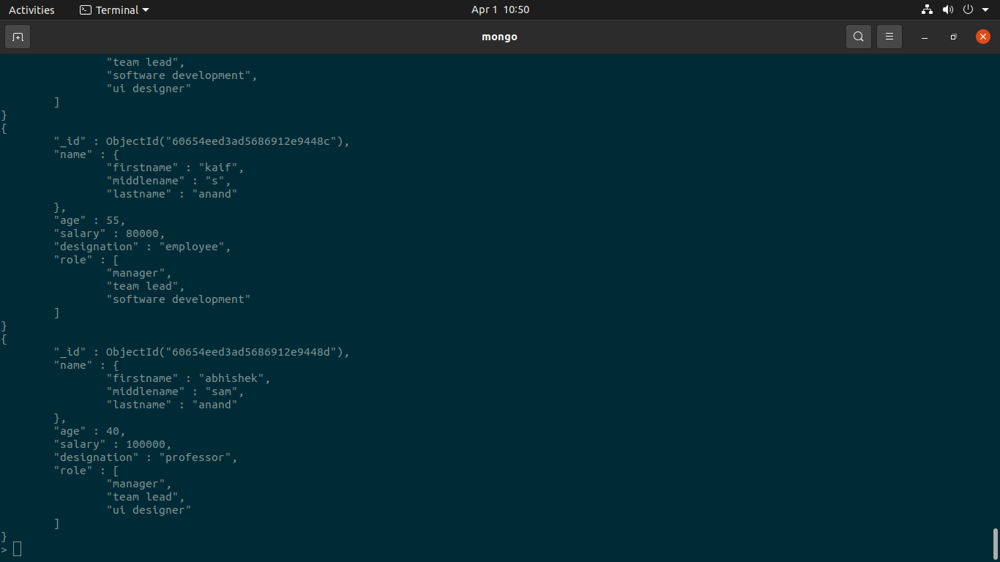 Activities Terminal Apr 1 10:50
mongo
"team lead",
"software development",
"ui designer"
]
}
{
"_id" : ObjectId("60654eed3ad5686912e9448c"),
"name" : {
"firstname" : "kaif",
"middlename" : "s",
"lastname" : "anand"
},
"age" : 55,
"salary" : 80000,
"designation" : "employee",
"role" : [
"manager",
"team lead",
"software development"
]
}
{
"_id" : ObjectId("60654eed3ad5686912e9448d"),
"name" : {
"firstname" : "abhishek",
"middlename" : "sam",
"lastname" : "anand"
},
"age" : 40,
"salary" : 100000,
"designation" : "professor",
"role" : [
"manager",
"team lead",
"ui designer"
]
}
>